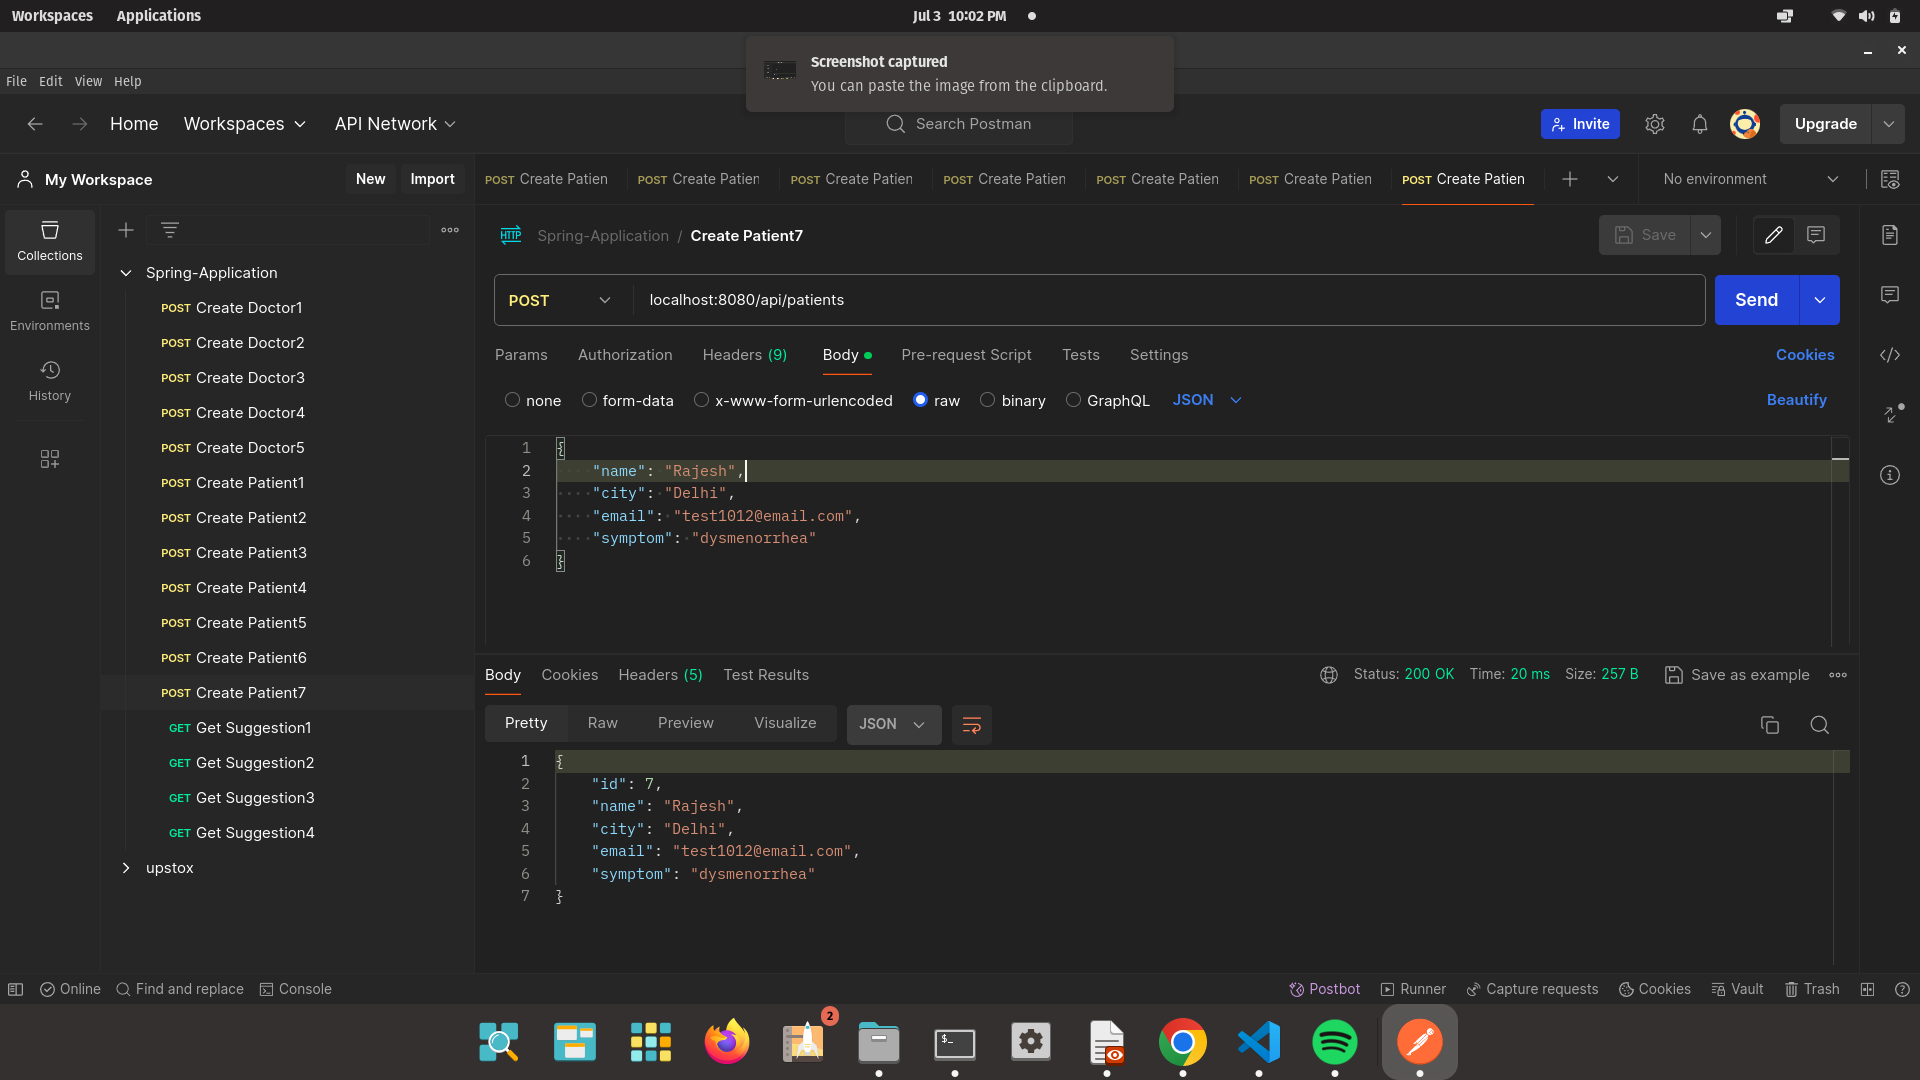 Workspaces Applications Jul 3 10:02 PM
Screenshot captured
You can paste the image from the clipboard.
File Edit View Help
Home Workspaces API Network Search Postman Invite Upgrade
My Workspace New Import
POST Create Patien POST Create Patien POST Create Patien POST Create Patien POST Create Patien POST Create Patien POST Create Patien No environment
Collections
Environments
History
Spring-Application
POST Create Doctor1
POST Create Doctor2
POST Create Doctor3
POST Create Doctor4
POST Create Doctor5
POST Create Patient1
POST Create Patient2
POST Create Patient3
POST Create Patient4
POST Create Patient5
POST Create Patient6
POST Create Patient7
GET Get Suggestion1
GET Get Suggestion2
GET Get Suggestion3
GET Get Suggestion4
upstox
HTTP Spring-Application / Create Patient7 Save
POST localhost:8080/api/patients Send
Params Authorization Headers (9) Body Pre-request Script Tests Settings Cookies
none form-data x-www-form-urlencoded raw binary GraphQL JSON Beautify
1 {
2 "name": "Rajesh",
3 "city": "Delhi",
4 "email": "test1012@email.com",
5 "symptom": "dysmenorrhea"
6 }
Body Cookies Headers (5) Test Results Status: 200 OK Time: 20 ms Size: 257 B Save as example
Pretty Raw Preview Visualize JSON
1 {
2 "id": 7,
3 "name": "Rajesh",
4 "city": "Delhi",
5 "email": "test1012@email.com",
6 "symptom": "dysmenorrhea"
7 }
Online Find and replace Console Postbot Runner Capture requests Cookies Vault Trash
2
$_